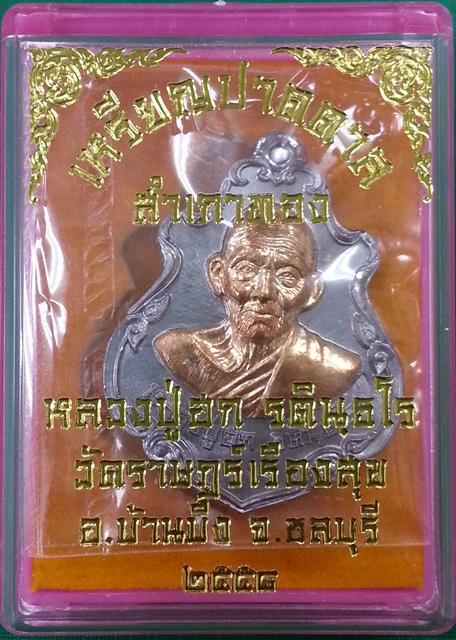 เหรียญปาดตาล
สำเภาทอง
หลวงปู่ฮก รตินฺธโร
วัดราษฎร์เรืองสุข
อ.บ้านบึง จ.ชลบุรี
๒๕๕๘